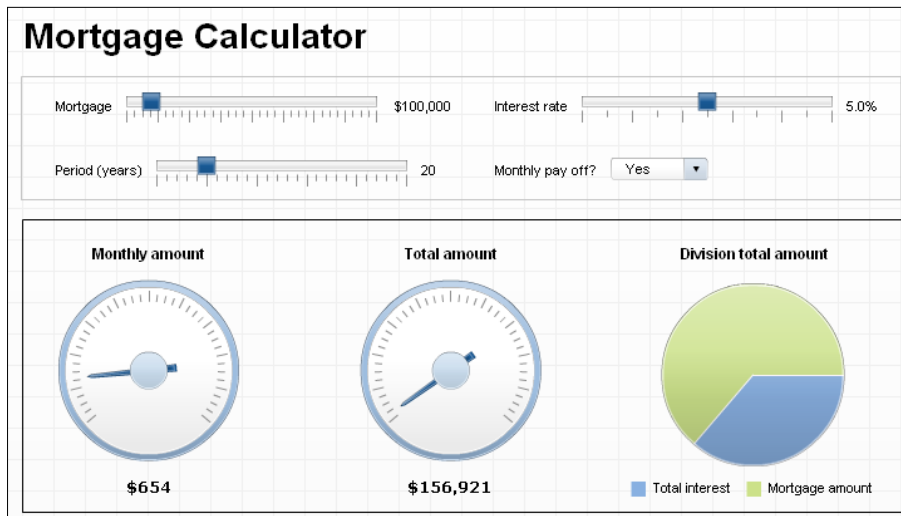 Mortgage Calculator
Mortgage $100,000 Interest rate 5.0%
Period (years) 20 Monthly pay off? Yes
Monthly amount Total amount Division total amount
$654 $156,921 Total interest Mortgage amount